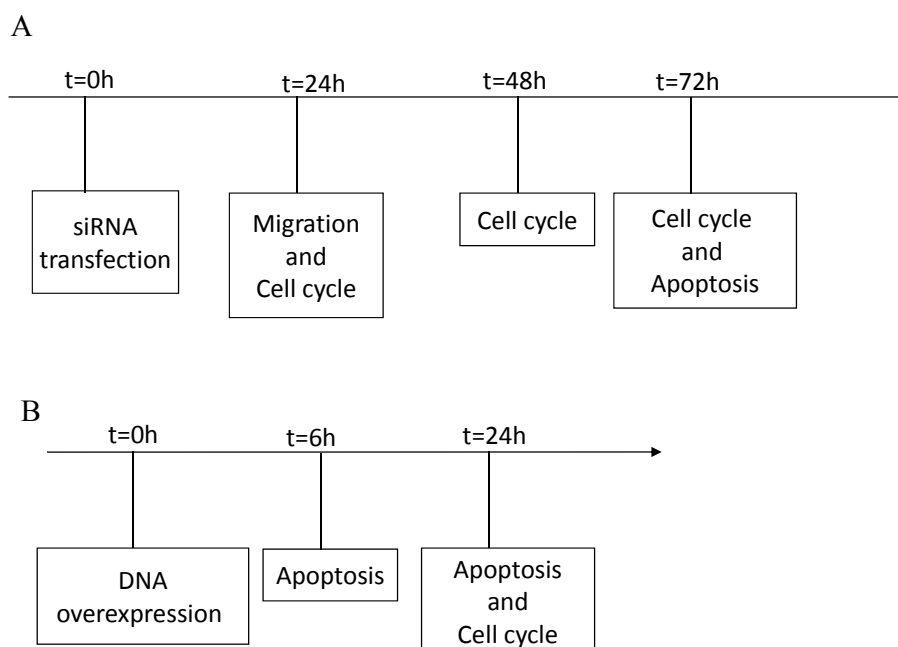 A
t=0h t=24h t=48h t=72h
siRNA
transfection
Migration
and
Cell cycle
Cell cycle
Cell cycle
and
Apoptosis
B
t=0h t=6h t=24h
DNA
overexpression
Apoptosis
Apoptosis
and
Cell cycle